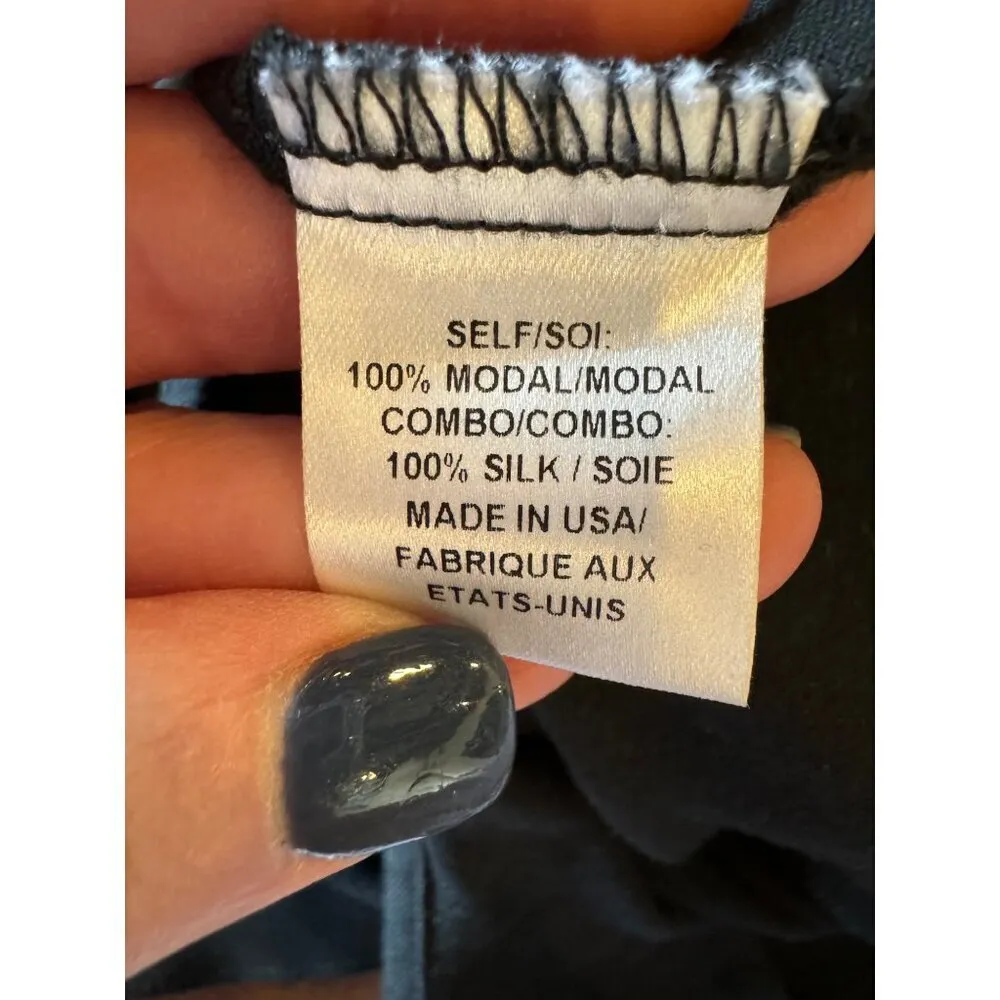 SELF/SOI:
100% MODAL/MODAL
COMBO/COMBO:
100% SILK / SOIE
MADE IN USA/
FABRIQUE AUX
ETATS-UNIS